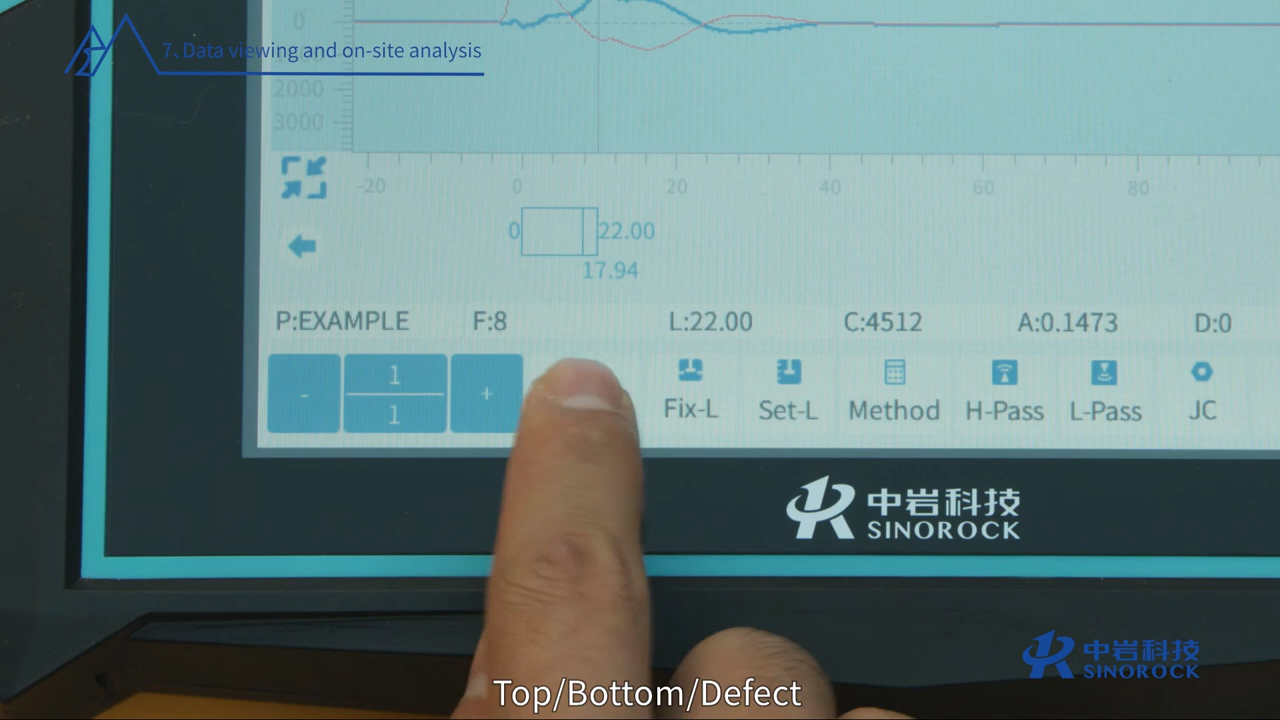 0
7、Data viewing and on-site analysis
2000
3000
-20 0 20 40 60 80
0 22.00
17.94
P:EXAMPLE F:8 L:22.00 C:4512 A:0.1473 D:0
- 1 +
1
Fix-L Set-L Method H-Pass L-Pass JC
中岩科技
SINOROCK
中岩科技
SINOROCK
Top/Bottom/Defect